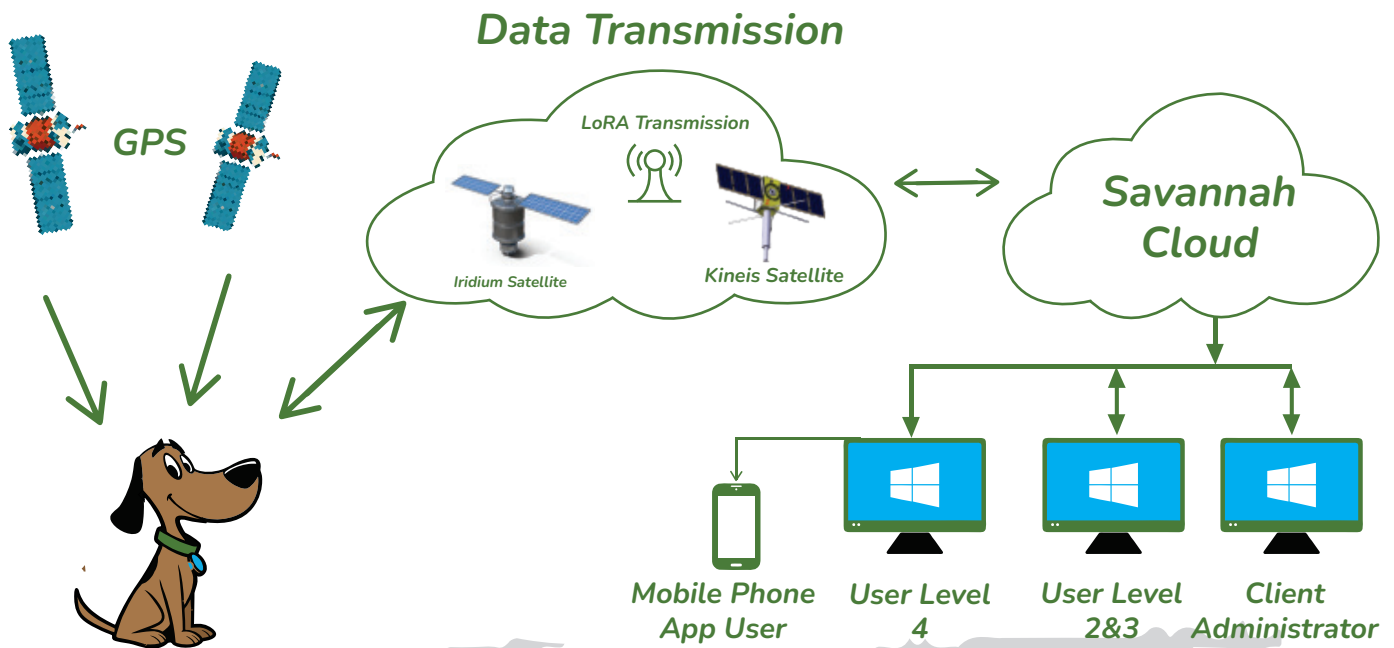 Data Transmission
GPS
LoRA Transmission
Iridium Satellite
Kineis Satellite
Savannah
Cloud
Mobile Phone
App User
User Level
4
User Level
2&3
Client
Administrator